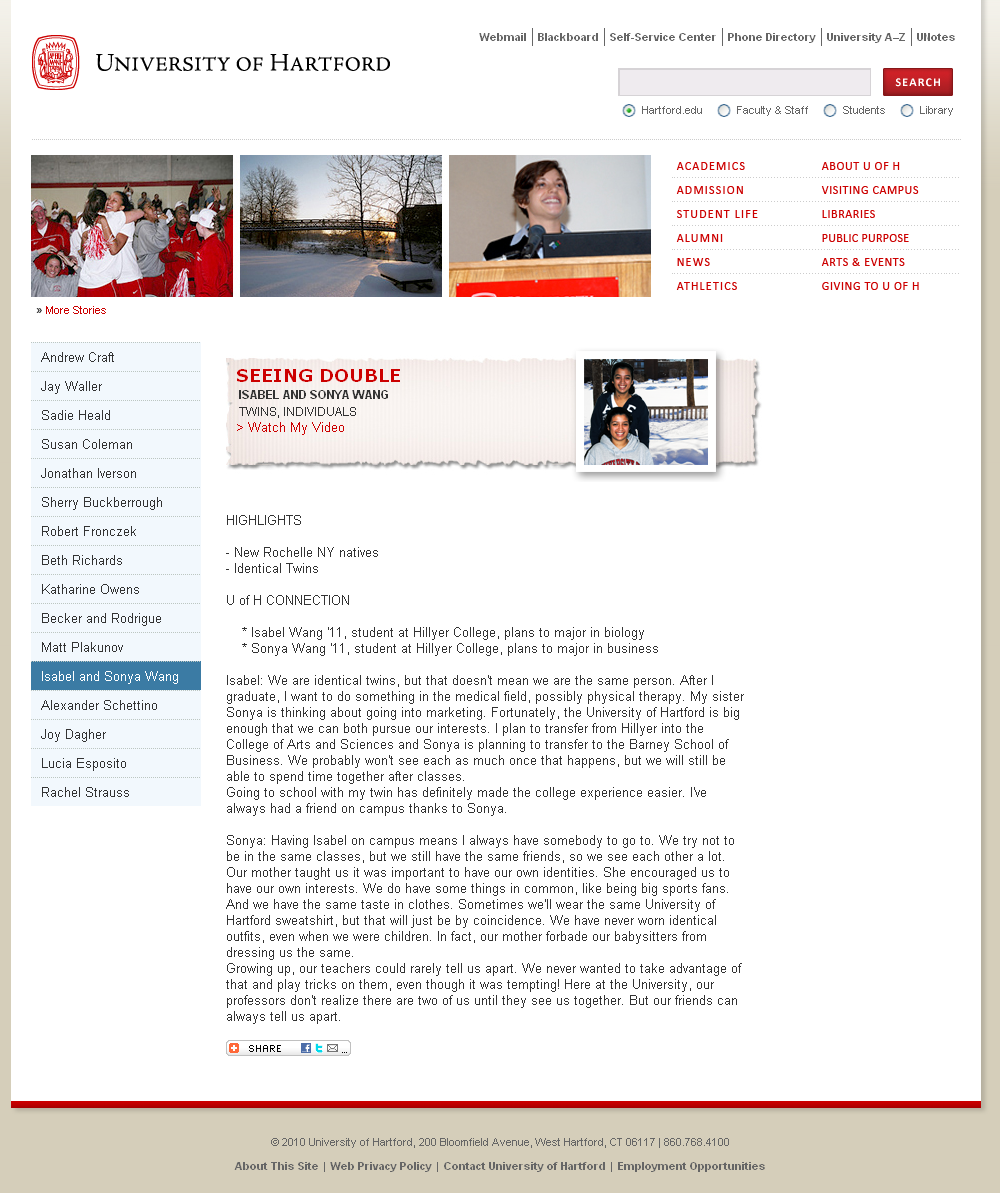 Webmail | Blackboard | Self-Service Center | Phone Directory | University A–Z | UNotes
UNIVERSITY OF HARTFORD
SEARCH
Hartford.edu Faculty & Staff Students Library
ACADEMICS ABOUT U OF H
ADMISSION VISITING CAMPUS
STUDENT LIFE LIBRARIES
ALUMNI PUBLIC PURPOSE
NEWS ARTS & EVENTS
ATHLETICS GIVING TO U OF H
» More Stories
Andrew Craft
Jay Waller
Sadie Heald
Susan Coleman
Jonathan Iverson
Sherry Buckberrough
Robert Fronczek
Beth Richards
Katharine Owens
Becker and Rodrigue
Matt Plakunov
Isabel and Sonya Wang
Alexander Schettino
Joy Dagher
Lucia Esposito
Rachel Strauss
SEEING DOUBLE
ISABEL AND SONYA WANG
TWINS, INDIVIDUALS
> Watch My Video
HIGHLIGHTS
- New Rochelle NY natives
- Identical Twins
U of H CONNECTION
* Isabel Wang '11, student at Hillyer College, plans to major in biology
* Sonya Wang '11, student at Hillyer College, plans to major in business
Isabel: We are identical twins, but that doesn't mean we are the same person. After I
graduate, I want to do something in the medical field, possibly physical therapy. My sister
Sonya is thinking about going into marketing. Fortunately, the University of Hartford is big
enough that we can both pursue our interests. I plan to transfer from Hillyer into the
College of Arts and Sciences and Sonya is planning to transfer to the Barney School of
Business. We probably won't see each as much once that happens, but we will still be
able to spend time together after classes.
Going to school with my twin has definitely made the college experience easier. I've
always had a friend on campus thanks to Sonya.
Sonya: Having Isabel on campus means I always have somebody to go to. We try not to
be in the same classes, but we still have the same friends, so we see each other a lot.
Our mother taught us it was important to have our own identities. She encouraged us to
have our own interests. We do have some things in common, like being big sports fans.
And we have the same taste in clothes. Sometimes we'll wear the same University of
Hartford sweatshirt, but that will just be by coincidence. We have never worn identical
outfits, even when we were children. In fact, our mother forbade our babysitters from
dressing us the same.
Growing up, our teachers could rarely tell us apart. We never wanted to take advantage of
that and play tricks on them, even though it was tempting! Here at the University, our
professors don't realize there are two of us until they see us together. But our friends can
always tell us apart.
SHARE ...
© 2010 University of Hartford, 200 Bloomfield Avenue, West Hartford, CT 06117 | 860.768.4100
About This Site | Web Privacy Policy | Contact University of Hartford | Employment Opportunities